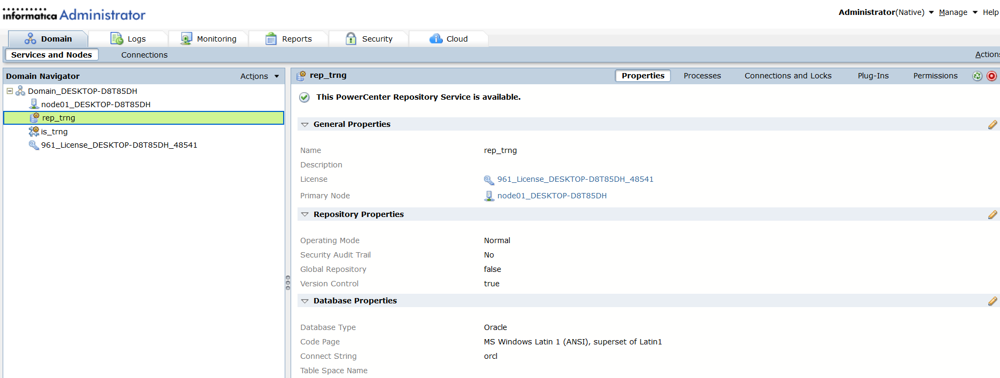 informatica Administrator
Administrator(Native) Manage Help
Domain Logs Monitoring Reports Security Cloud
Services and Nodes Connections Actions
Domain Navigator Actions
Domain_DESKTOP-D8T85DH
node01_DESKTOP-D8T85DH
rep_trng
is_trng
961_License_DESKTOP-D8T85DH_48541
rep_trng Properties Processes Connections and Locks Plug-Ins Permissions
This PowerCenter Repository Service is available.
General Properties
Name rep_trng
Description
License 961_License_DESKTOP-D8T85DH_48541
Primary Node node01_DESKTOP-D8T85DH
Repository Properties
Operating Mode Normal
Security Audit Trail No
Global Repository false
Version Control true
Database Properties
Database Type Oracle
Code Page MS Windows Latin 1 (ANSI), superset of Latin1
Connect String orcl
Table Space Name